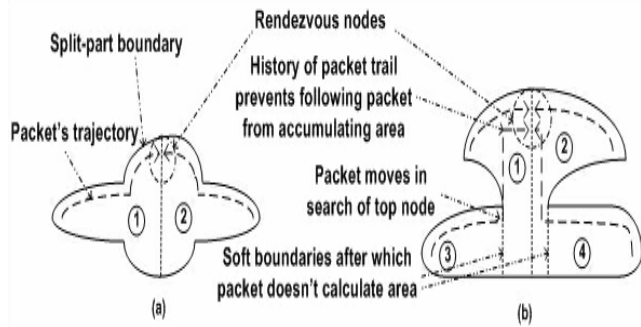 Rendezvous nodes
Split-part boundary
History of packet trail
prevents following packet
from accumulating area
Packet's trajectory
Packet moves in
search of top node
Soft boundaries after which
packet doesn't calculate area
1
2
(a)
1
2
3
4
(b)